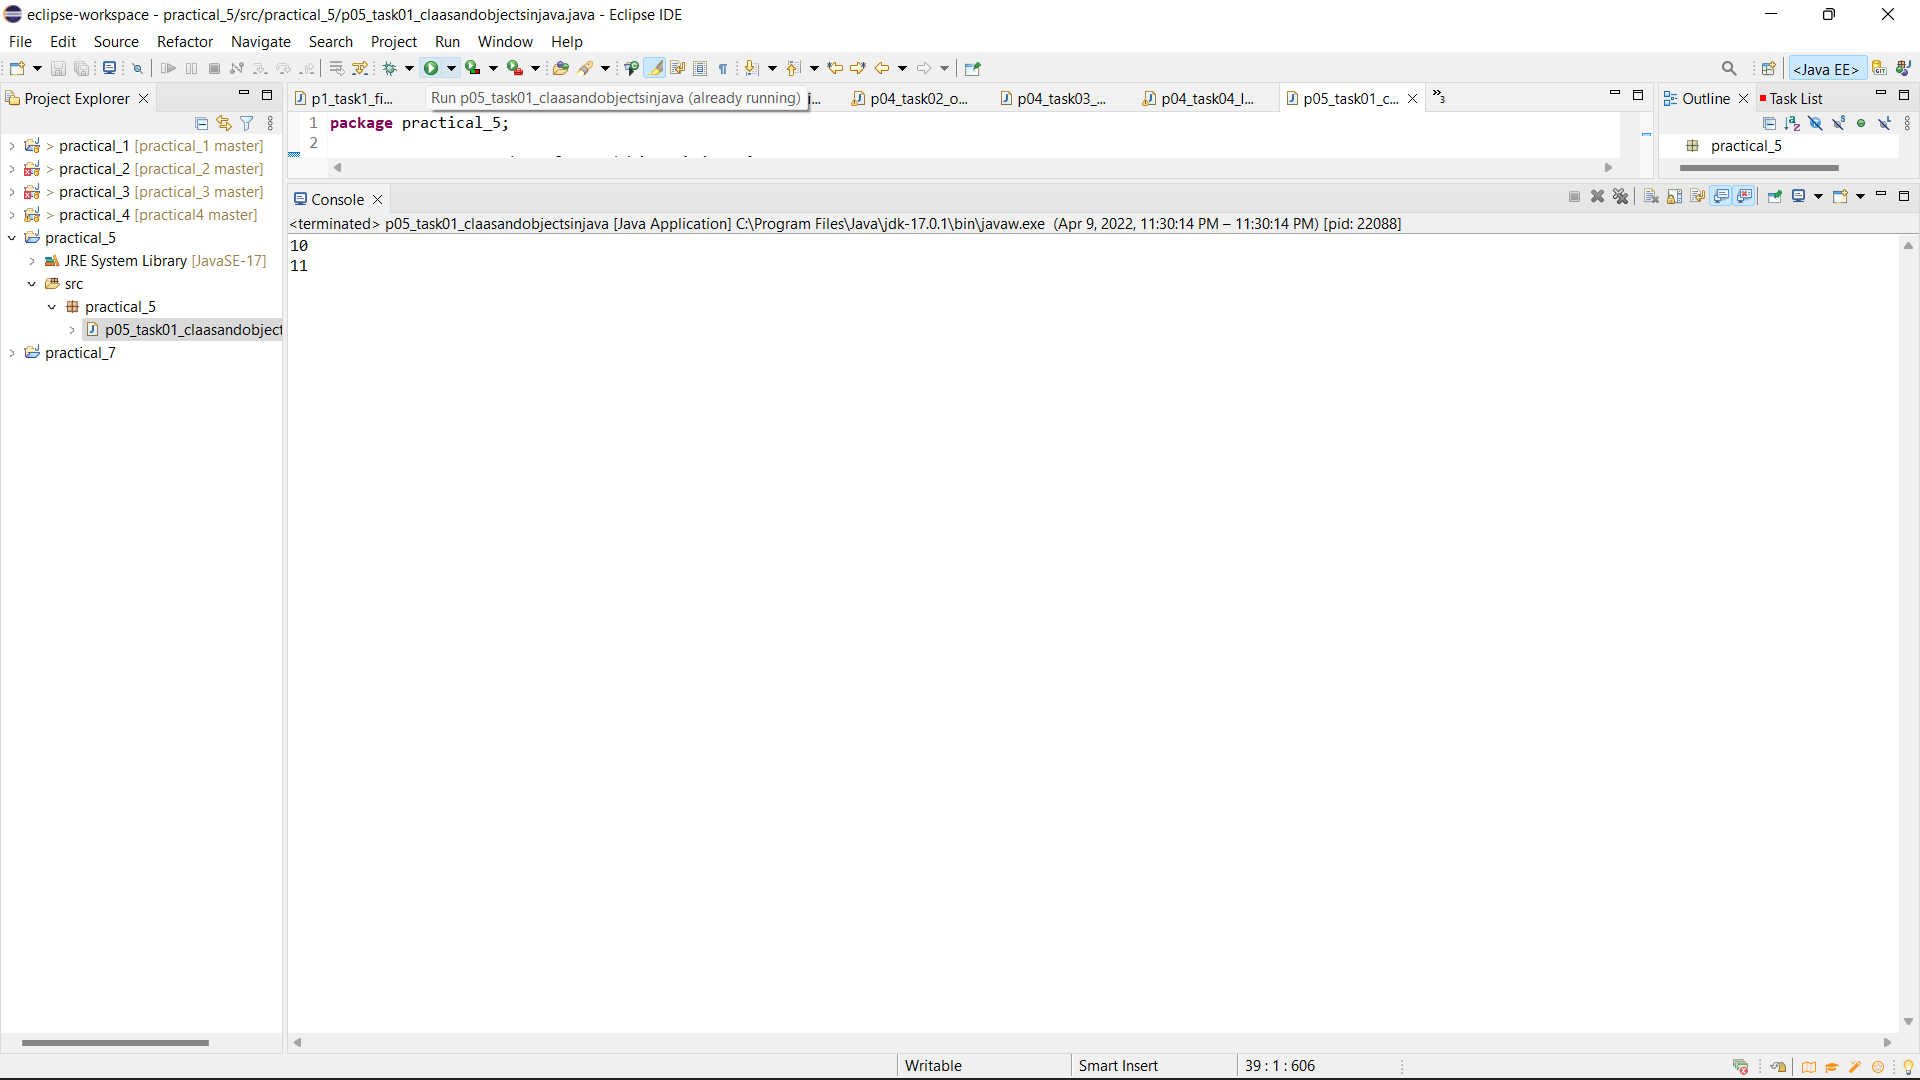 eclipse-workspace - practical_5/src/practical_5/p05_task01_claasandobjectsinjava.java - Eclipse IDE
File Edit Source Refactor Navigate Search Project Run Window Help
<Java EE>
Project Explorer
p1_task1_fi...
Run p05_task01_claasandobjectsinjava (already running)
i...
p04_task02_o...
p04_task03_...
p04_task04_l...
p05_task01_c...
»3
Outline
Task List
1 package practical_5;
2
practical_5
> practical_1 [practical_1 master]
> practical_2 [practical_2 master]
> practical_3 [practical_3 master]
> practical_4 [practical4 master]
practical_5
JRE System Library [JavaSE-17]
src
practical_5
p05_task01_claasandobject
practical_7
Console
<terminated> p05_task01_claasandobjectsinjava [Java Application] C:\Program Files\Java\jdk-17.0.1\bin\javaw.exe (Apr 9, 2022, 11:30:14 PM – 11:30:14 PM) [pid: 22088]
10
11
Writable
Smart Insert
39 : 1 : 606